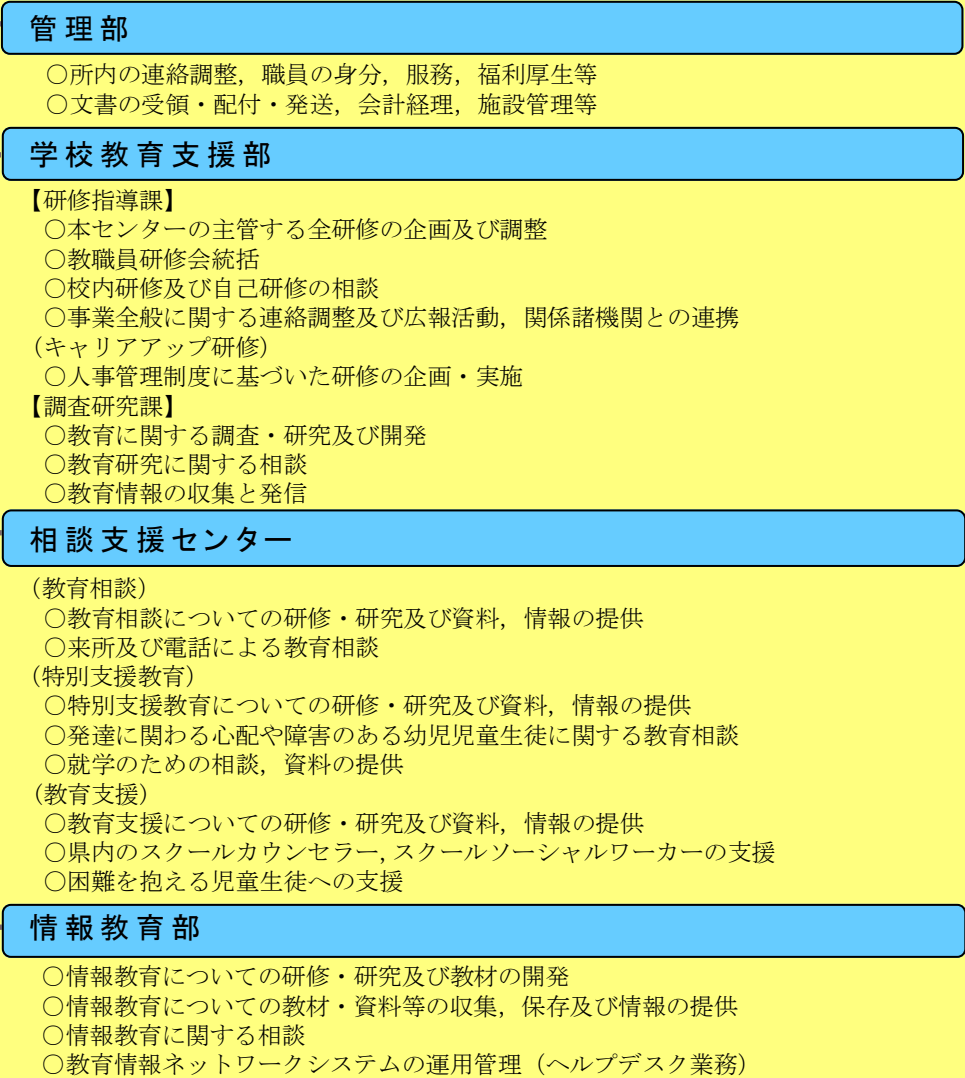 管理部
○所内の連絡調整，職員の身分，服務，福利厚生等
○文書の受領・配付・発送，会計経理，施設管理等
学校教育支援部
【研修指導課】
○本センターの主管する全研修の企画及び調整
○教職員研修会統括
○校内研修及び自己研修の相談
○事業全般に関する連絡調整及び広報活動，関係諸機関との連携
（キャリアアップ研修）
○人事管理制度に基づいた研修の企画・実施
【調査研究課】
○教育に関する調査・研究及び開発
○教育研究に関する相談
○教育情報の収集と発信
相談支援センター
（教育相談）
○教育相談についての研修・研究及び資料，情報の提供
○来所及び電話による教育相談
（特別支援教育）
○特別支援教育についての研修・研究及び資料，情報の提供
○発達に関わる心配や障害のある幼児児童生徒に関する教育相談
○就学のための相談，資料の提供
（教育支援）
○教育支援についての研修・研究及び資料，情報の提供
○県内のスクールカウンセラー,スクールソーシャルワーカーの支援
○困難を抱える児童生徒への支援
情報教育部
○情報教育についての研修・研究及び教材の開発
○情報教育についての教材・資料等の収集，保存及び情報の提供
○情報教育に関する相談
○教育情報ネットワークシステムの運用管理（ヘルプデスク業務）